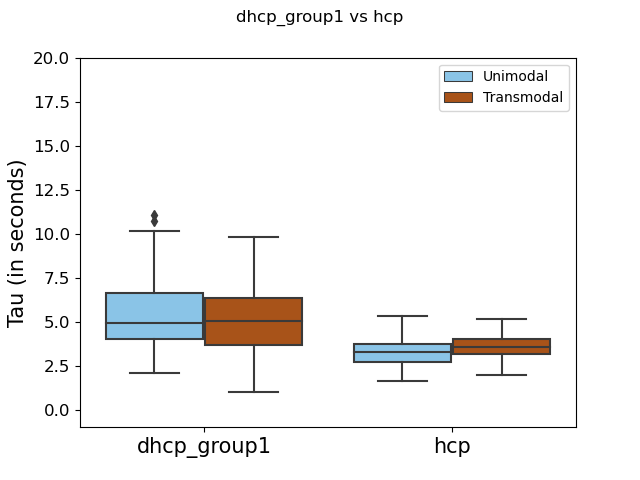 dhcp_group1 vs hcp
Unimodal
Transmodal
Tau (in seconds)
20.0
17.5
15.0
12.5
10.0
7.5
5.0
2.5
0.0
dhcp_group1
hcp